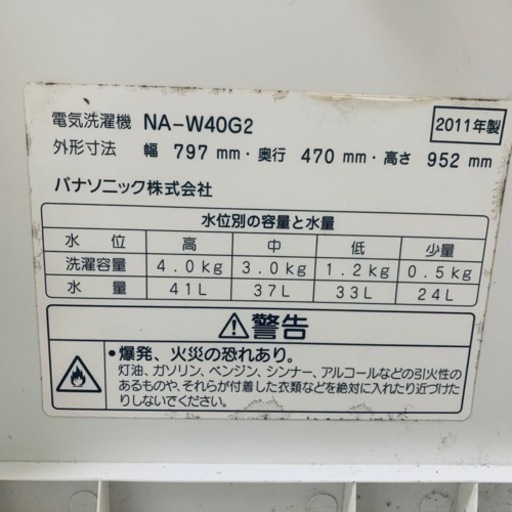 電気洗濯機 NA-W40G2 2011年製
外形寸法 幅 797 mm・奥行 470 mm・高さ 952 mm
パナソニック株式会社
水位別の容量と水量
水位 高 中 低 少量
洗濯容量 4.0kg 3.0kg 1.2kg 0.5kg
水量 41L 37L 33L 24L
⚠警告
●爆発、火災の恐れあり。
灯油、ガソリン、ベンジン、シンナー、アルコールなどの引火性の
あるものや、それらが付着した衣類などを絶対に入れたり近づけた
りしないでください。